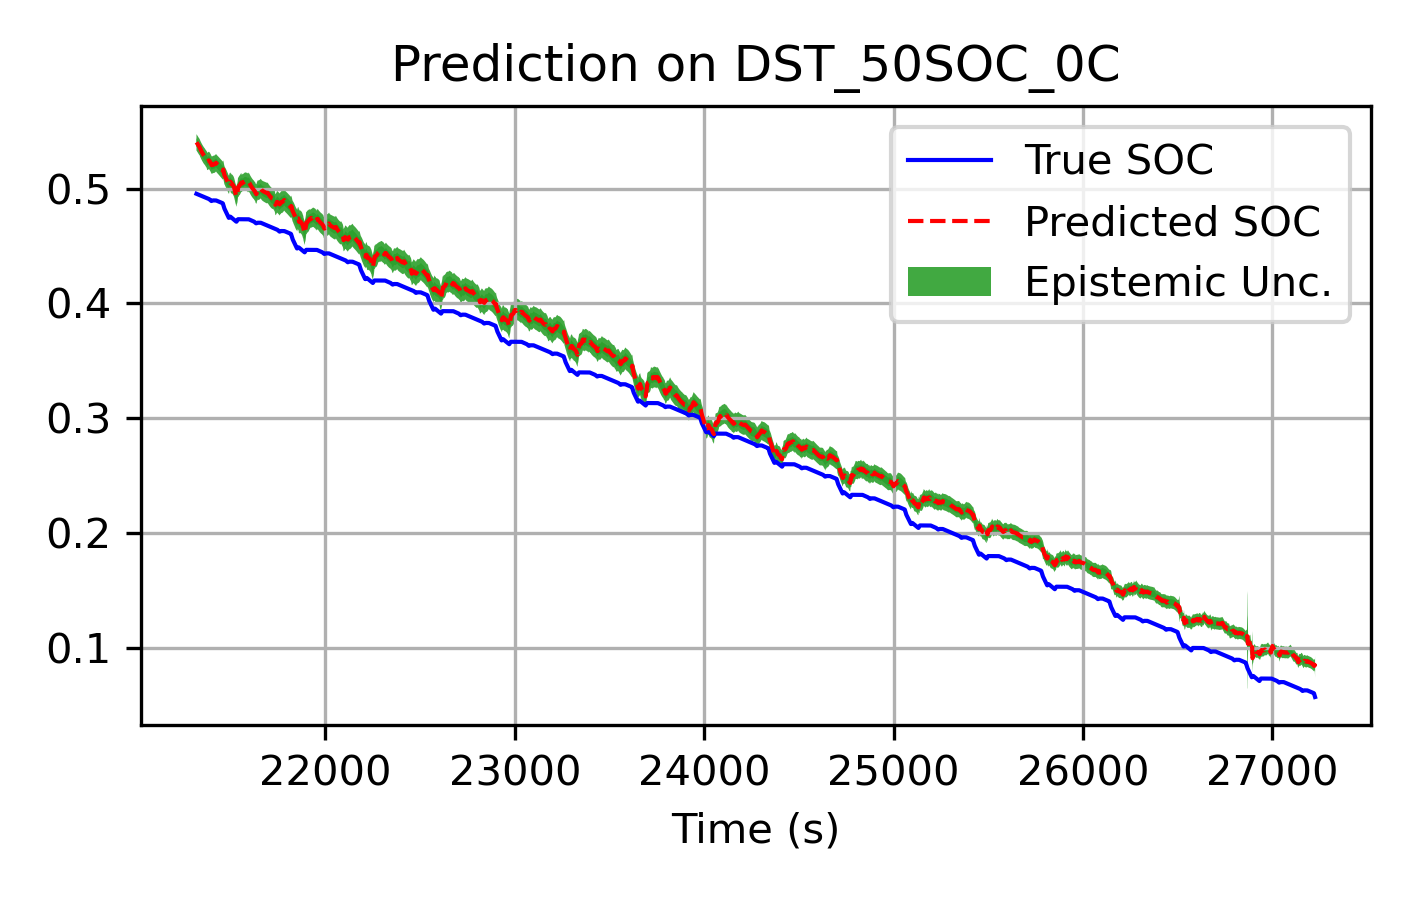 Prediction on DST_50SOC_0C
True SOC
Predicted SOC
Epistemic Unc.
0.5
0.4
0.3
0.2
0.1
22000 23000 24000 25000 26000 27000
Time (s)